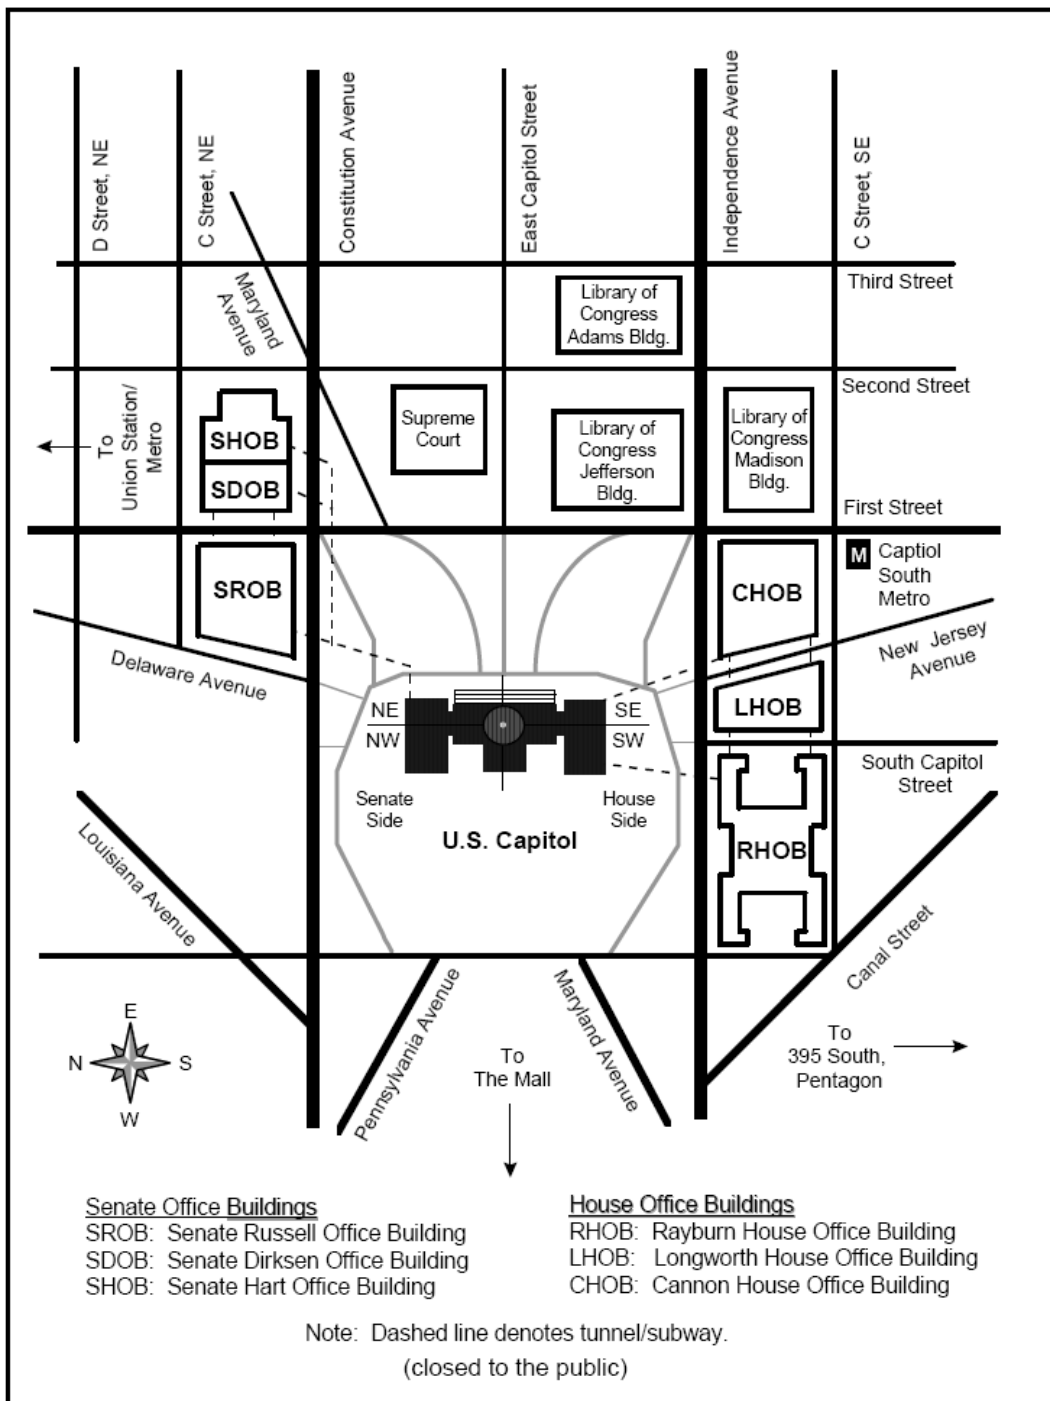 D Street, NE
C Street, NE
Constitution Avenue
East Capitol Street
Independence Avenue
C Street, SE
Third Street
Maryland
Avenue
Library of
Congress
Adams Bldg.
Second Street
To
Union Station/
Metro
SHOB
SDOB
Supreme
Court
Library of
Congress
Jefferson
Bldg.
Library of
Congress
Madison
Bldg.
First Street
SROB
CHOB
M
Captiol
South
Metro
New Jersey
Avenue
Delaware Avenue
NE
NW
SE
SW
LHOB
South Capitol
Street
Senate
Side
House
Side
U.S. Capitol
RHOB
Louisiana Avenue
Canal Street
Pennsylvania Avenue
Maryland Avenue
E
N
S
W
To
The Mall
To
395 South,
Pentagon
Senate Office Buildings
SROB: Senate Russell Office Building
SDOB: Senate Dirksen Office Building
SHOB: Senate Hart Office Building
House Office Buildings
RHOB: Rayburn House Office Building
LHOB: Longworth House Office Building
CHOB: Cannon House Office Building
Note: Dashed line denotes tunnel/subway.
(closed to the public)